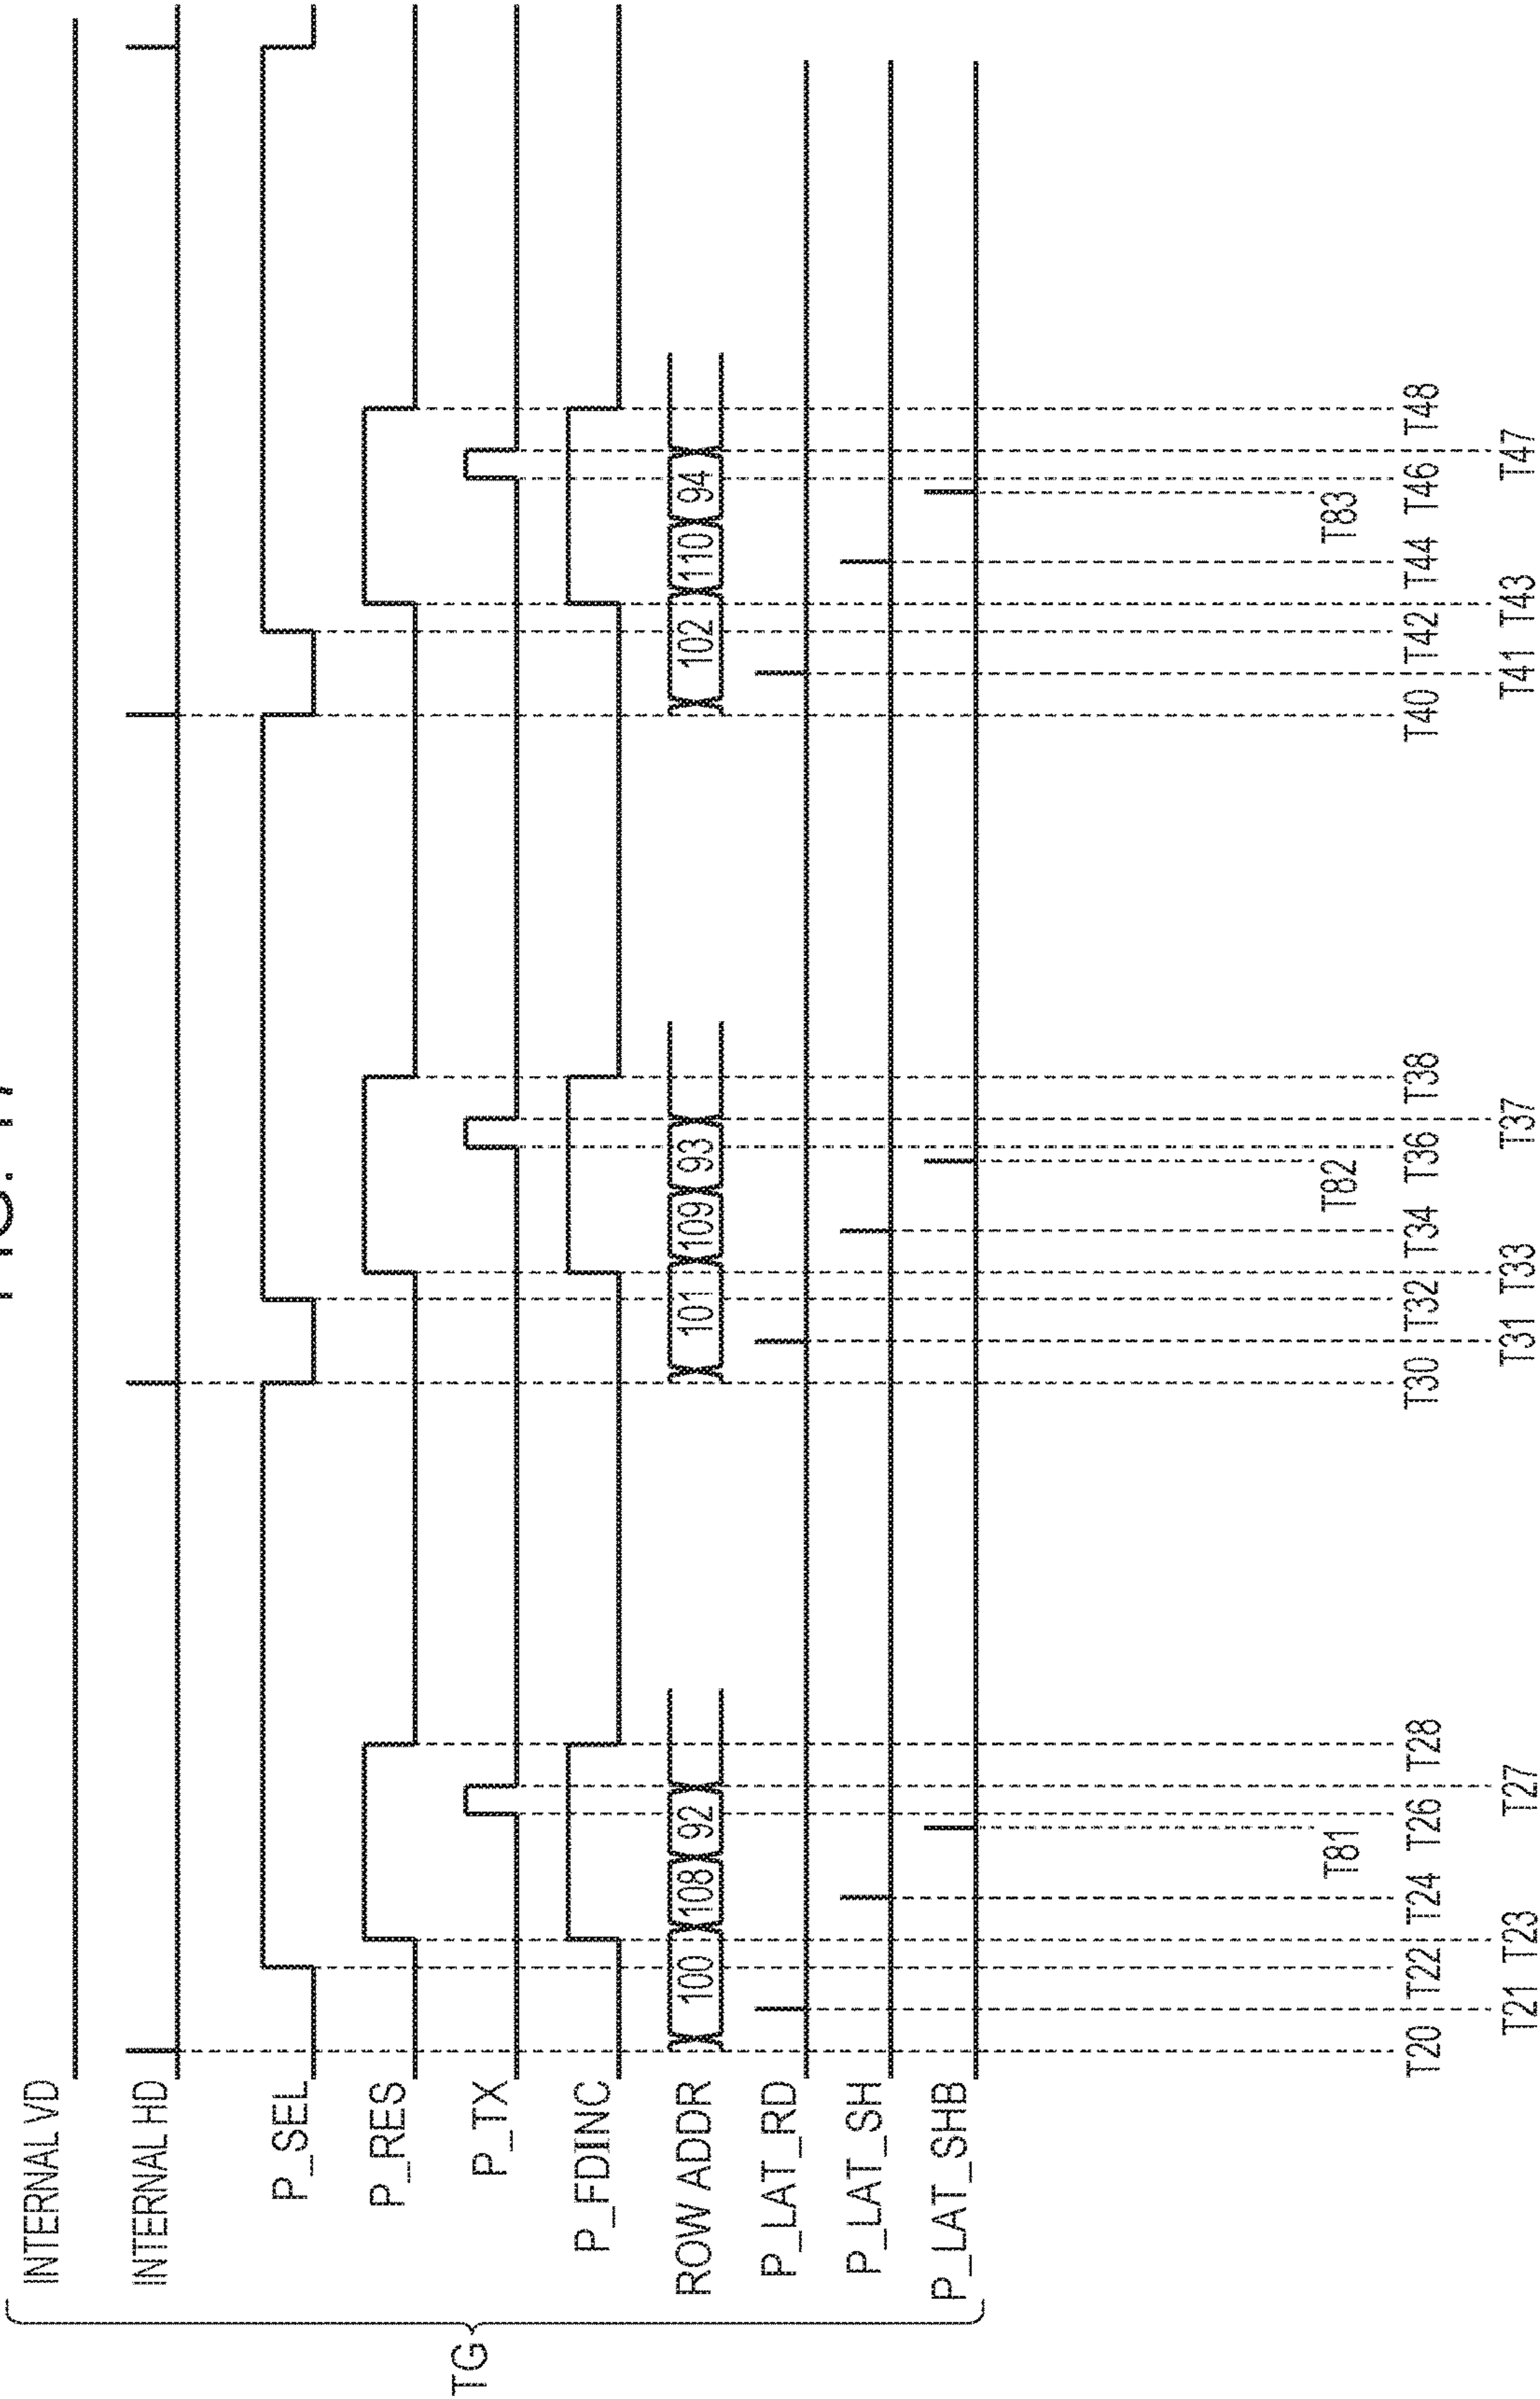 INTERNAL VD
INTERNAL HD
P_SEL
P_RES
P_TX
P_FDINC
ROW ADDR
100 108 92 101 109 93 102 110 94
P_LAT_RD
P_LAT_SH
P_LAT_SHB
TG
T81 T82 T83
T20 T22 T24 T26 T28 T30 T32 T34 T36 T38 T40 T42 T44 T46 T48
T21 T23 T27 T31 T33 T37 T41 T43 T47